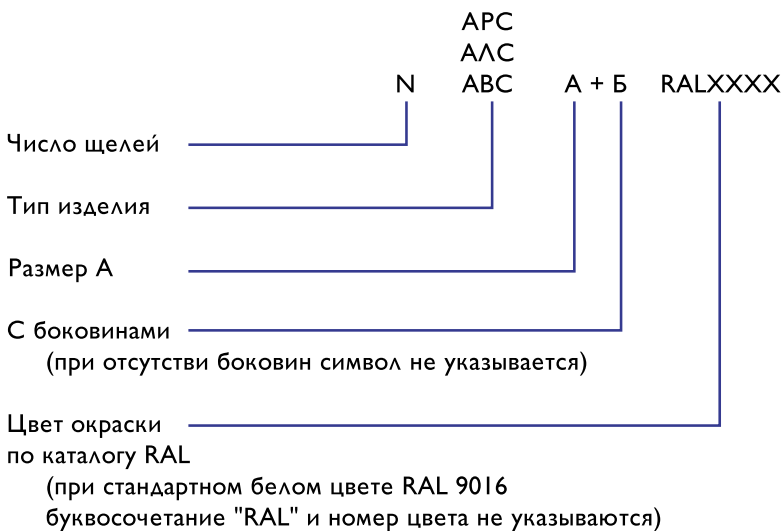 АРС
АЛС
N АВС А + Б RALXXXX
Число щелей
Тип изделия
Размер А
С боковинами
(при отсутстви боковин символ не указывается)
Цвет окраски
по каталогу RAL
(при стандартном белом цвете RAL 9016
буквосочетание "RAL" и номер цвета не указываются)